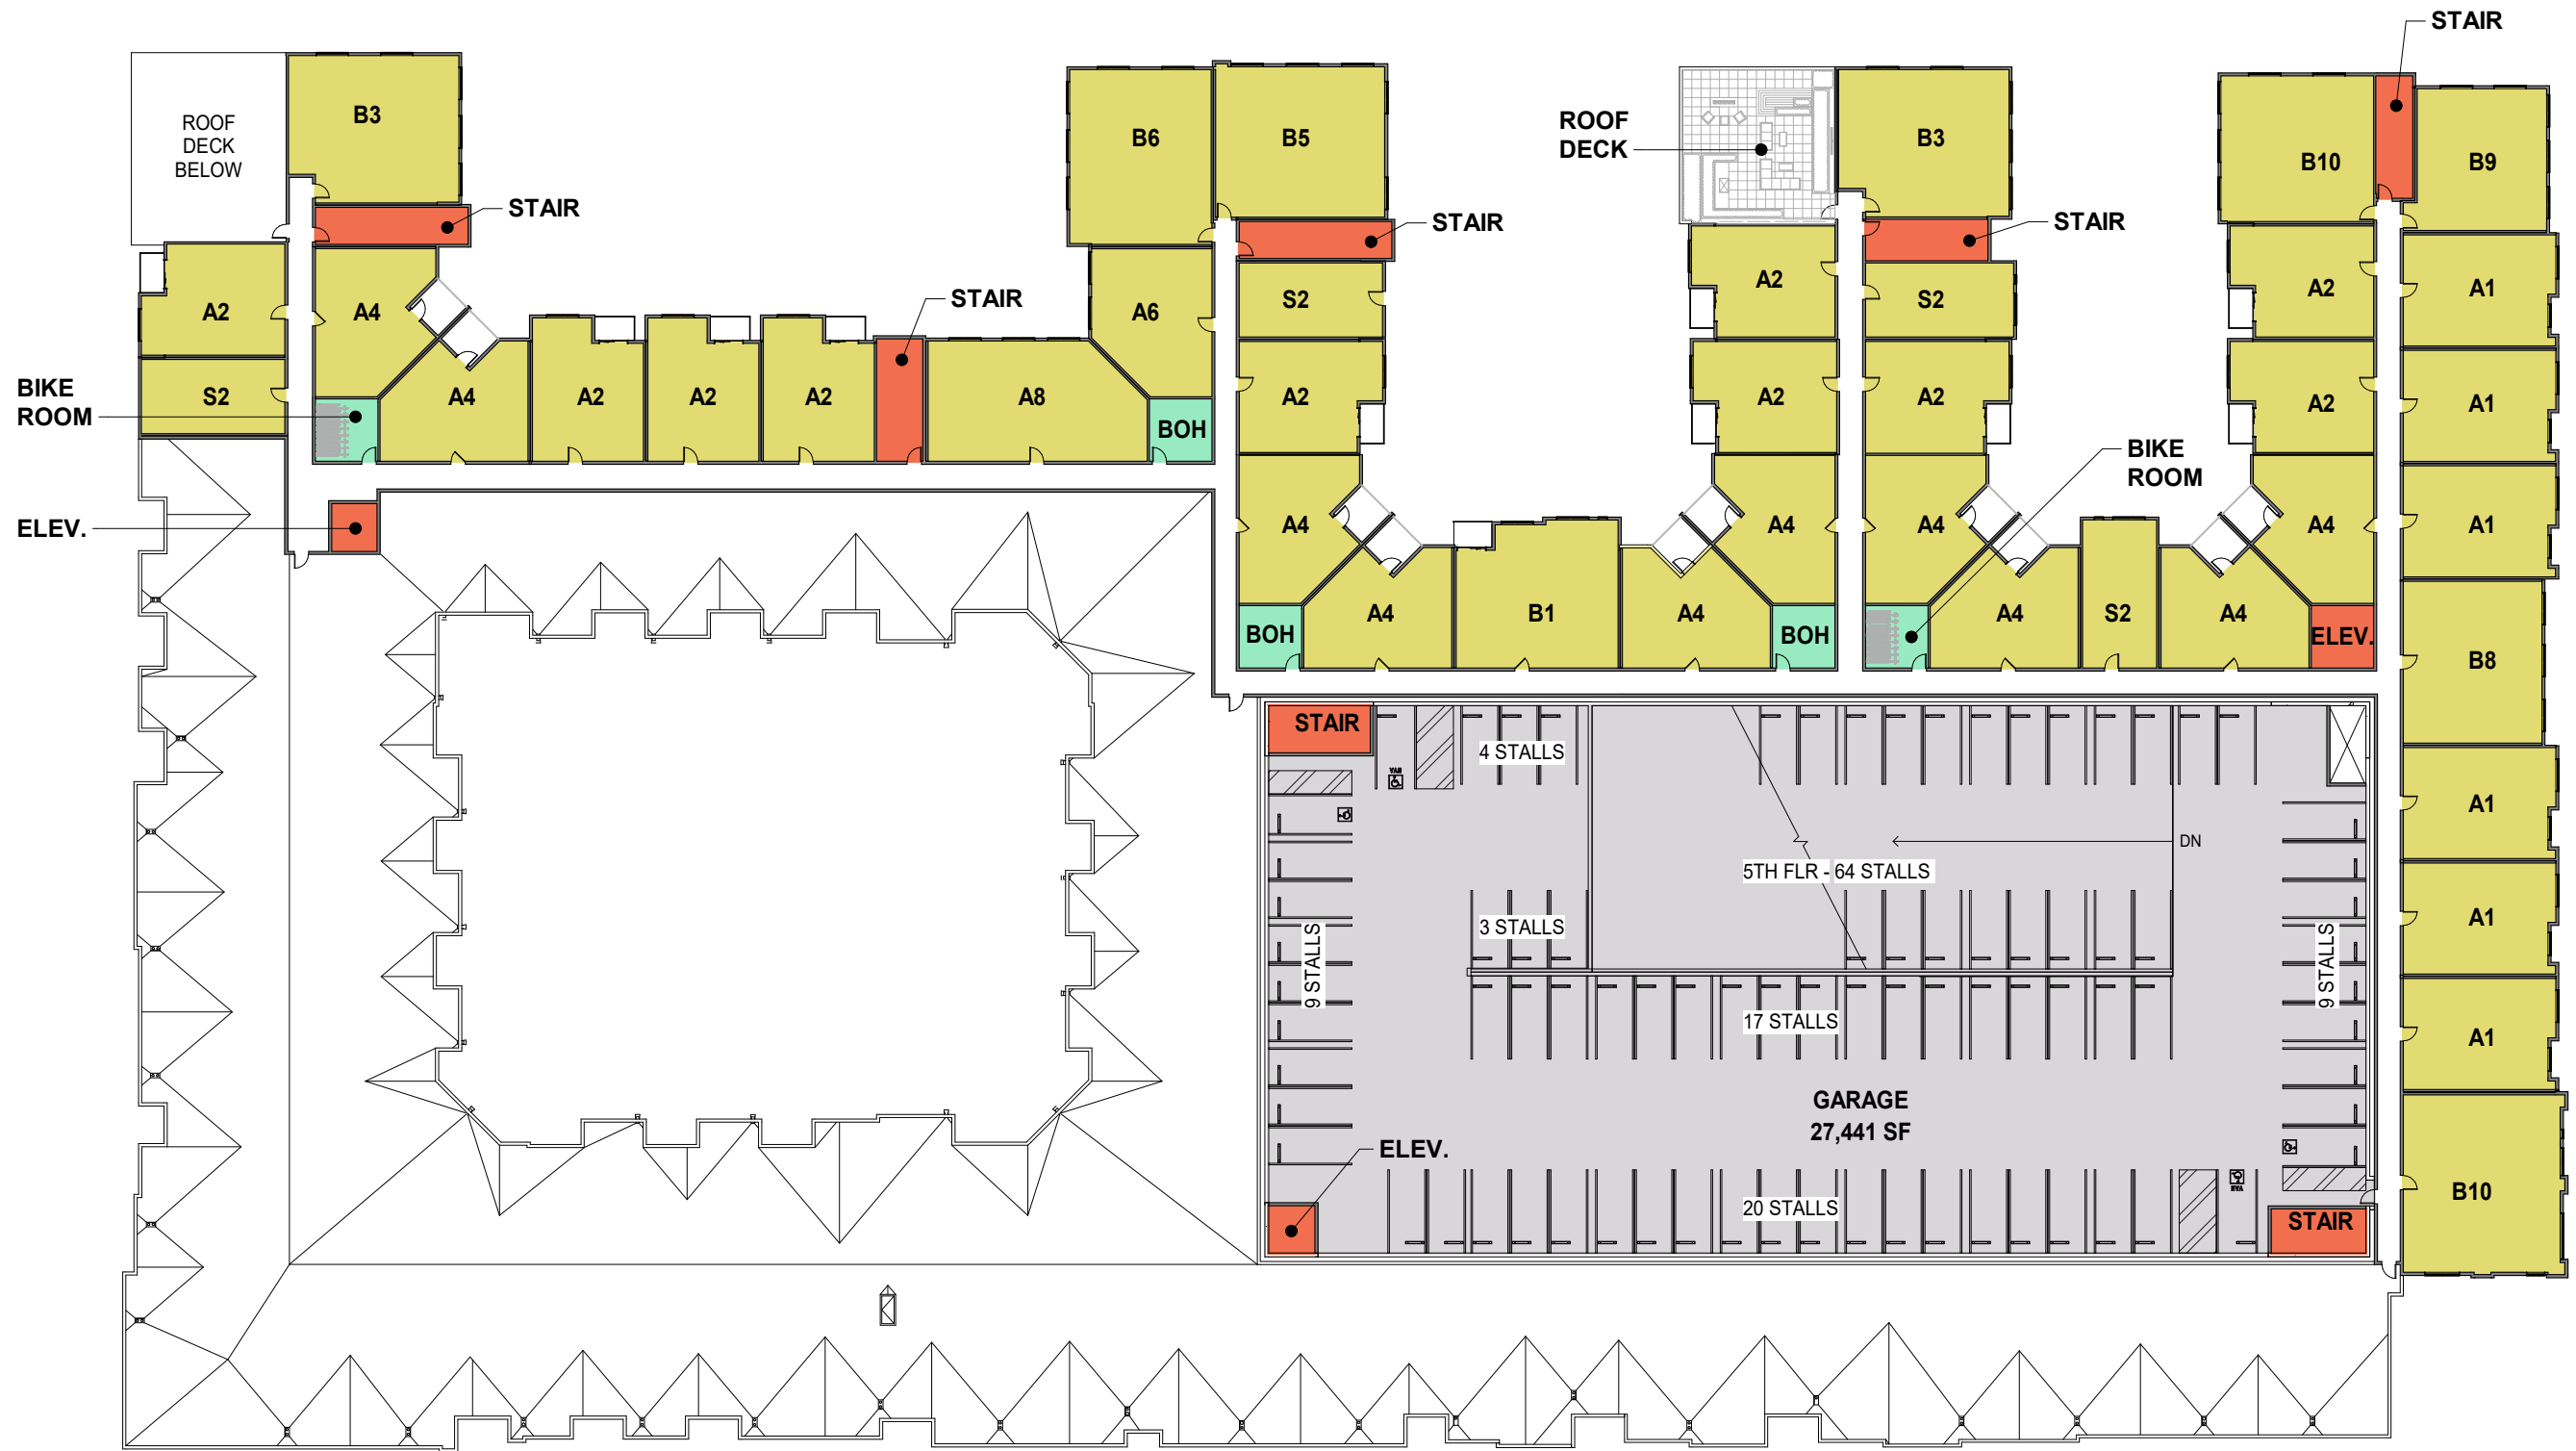 STAIR
B3
ROOF
DECK
BELOW
B6
B5
ROOF
DECK
B3
B10
B9
STAIR
STAIR
STAIR
A2
A4
STAIR
A6
S2
A2
S2
A2
A1
BIKE
ROOM
S2
A4
A2
A2
A2
A8
BOH
A2
A2
A2
A2
A1
BIKE
ROOM
ELEV.
A4
A4
A4
A4
A1
BOH
A4
B1
A4
BOH
A4
S2
A4
ELEV.
B8
STAIR
4 STALLS
VAN
A1
DN
5TH FLR - 64 STALLS
3 STALLS
A1
9 STALLS
9 STALLS
17 STALLS
A1
GARAGE
27,441 SF
ELEV.
VAN
B10
20 STALLS
STAIR